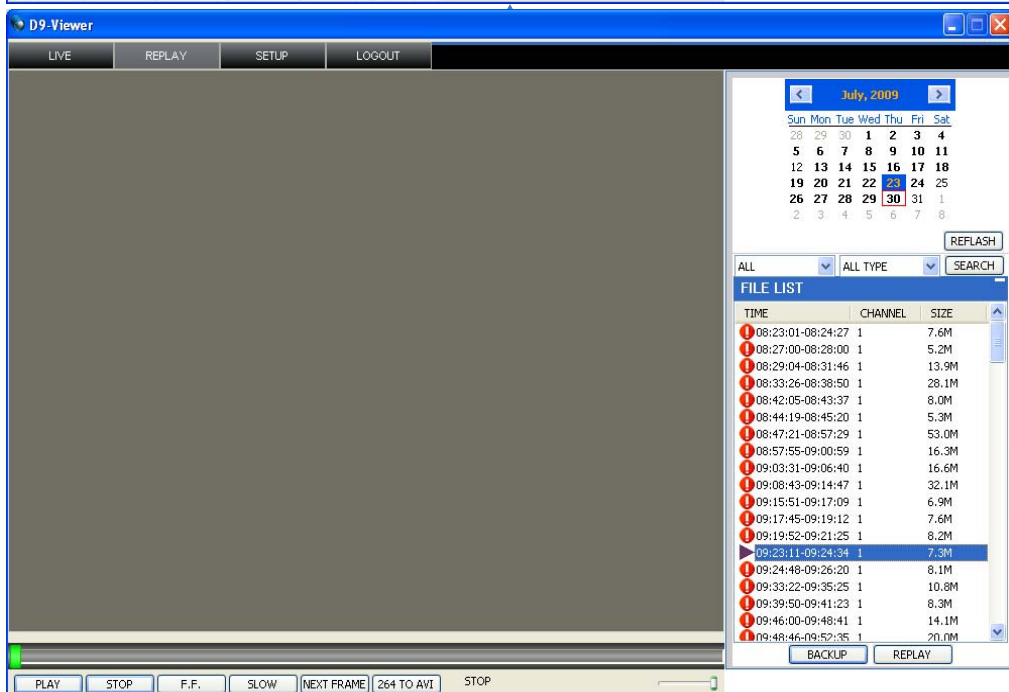 D9-Viewer
LIVE REPLAY SETUP LOGOUT
July, 2009
Sun Mon Tue Wed Thu Fri Sat
28 29 30 1 2 3 4
5 6 7 8 9 10 11
12 13 14 15 16 17 18
19 20 21 22 23 24 25
26 27 28 29 30 31 1
2 3 4 5 6 7 8
REFLASH
ALL ALL TYPE SEARCH
FILE LIST
TIME CHANNEL SIZE
08:23:01-08:24:27 1 7.6M
08:27:00-08:28:00 1 5.2M
08:29:04-08:31:46 1 13.9M
08:33:26-08:38:50 1 28.1M
08:42:05-08:43:37 1 8.0M
08:44:19-08:45:20 1 5.3M
08:47:21-08:57:29 1 53.0M
08:57:55-09:00:59 1 16.3M
09:03:31-09:06:40 1 16.6M
09:08:43-09:14:47 1 32.1M
09:15:51-09:17:09 1 6.9M
09:17:45-09:19:12 1 7.6M
09:19:52-09:21:25 1 8.2M
09:23:11-09:24:34 1 7.3M
09:24:48-09:26:20 1 8.1M
09:33:22-09:35:25 1 10.8M
09:39:50-09:41:23 1 8.3M
09:46:00-09:48:41 1 14.1M
09:48:46-09:52:35 1 20.0M
BACKUP REPLAY
PLAY STOP F.F. SLOW NEXT FRAME 264 TO AVI STOP